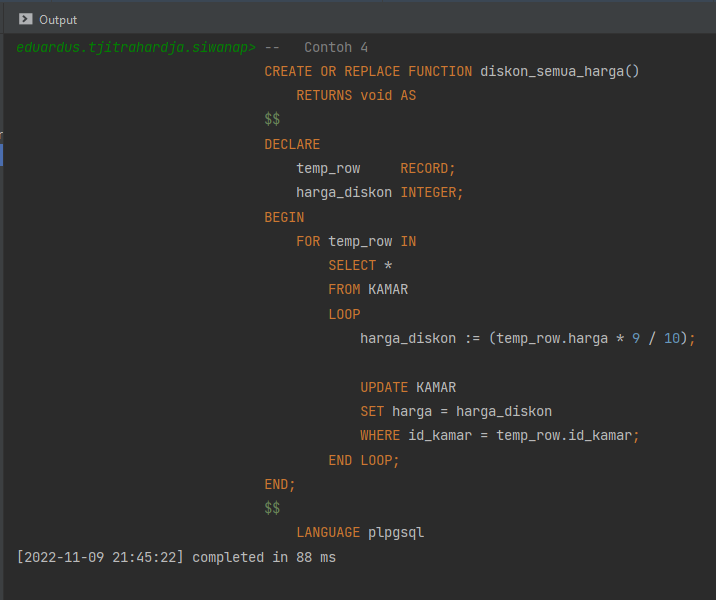 Output
eduardus.tjitrahardja.siwanap> --   Contoh 4
CREATE OR REPLACE FUNCTION diskon_semua_harga()
    RETURNS void AS
$$
DECLARE
    temp_row     RECORD;
    harga_diskon INTEGER;
BEGIN
    FOR temp_row IN
        SELECT *
        FROM KAMAR
        LOOP
            harga_diskon := (temp_row.harga * 9 / 10);

            UPDATE KAMAR
            SET harga = harga_diskon
            WHERE id_kamar = temp_row.id_kamar;
        END LOOP;
END;
$$
    LANGUAGE plpgsql
[2022-11-09 21:45:22] completed in 88 ms